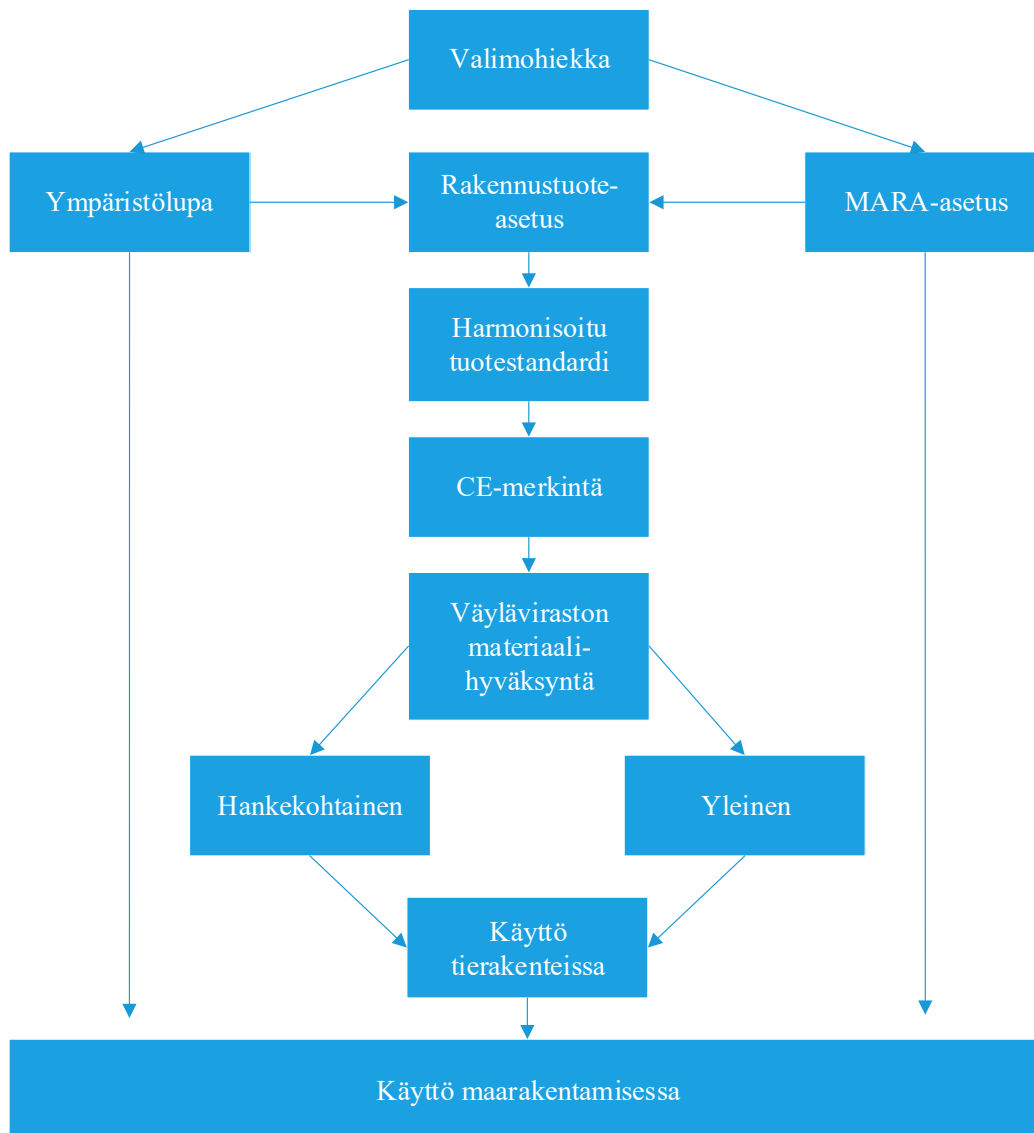 Valimohiekka
Ympäristölupa
Rakennustuote-
asetus
MARA-asetus
Harmonisoitu
tuotestandardi
CE-merkintä
Väyläviraston
materiaali-
hyväksyntä
Hankekohtainen
Yleinen
Käyttö
tierakenteissa
Käyttö maarakentamisessa